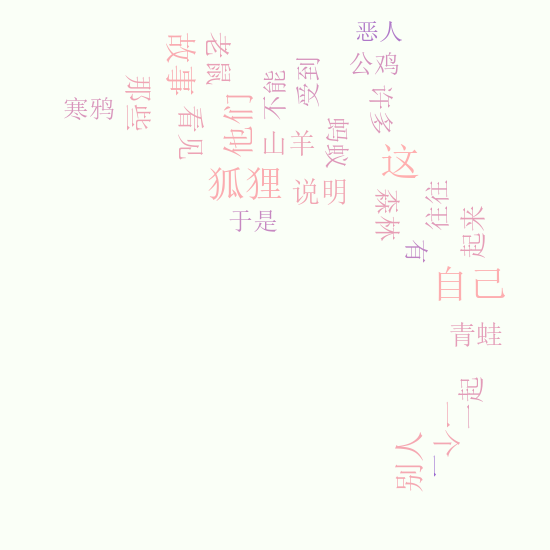 恶人
公鸡
老鼠
故事
那些
寒鸦
看见
他们
不能
受到
许多
山羊
蚂蚁
这
狐狸
说明
森林
往往
起来
于是
有
自己
青蛙
一起
一个
别人
一